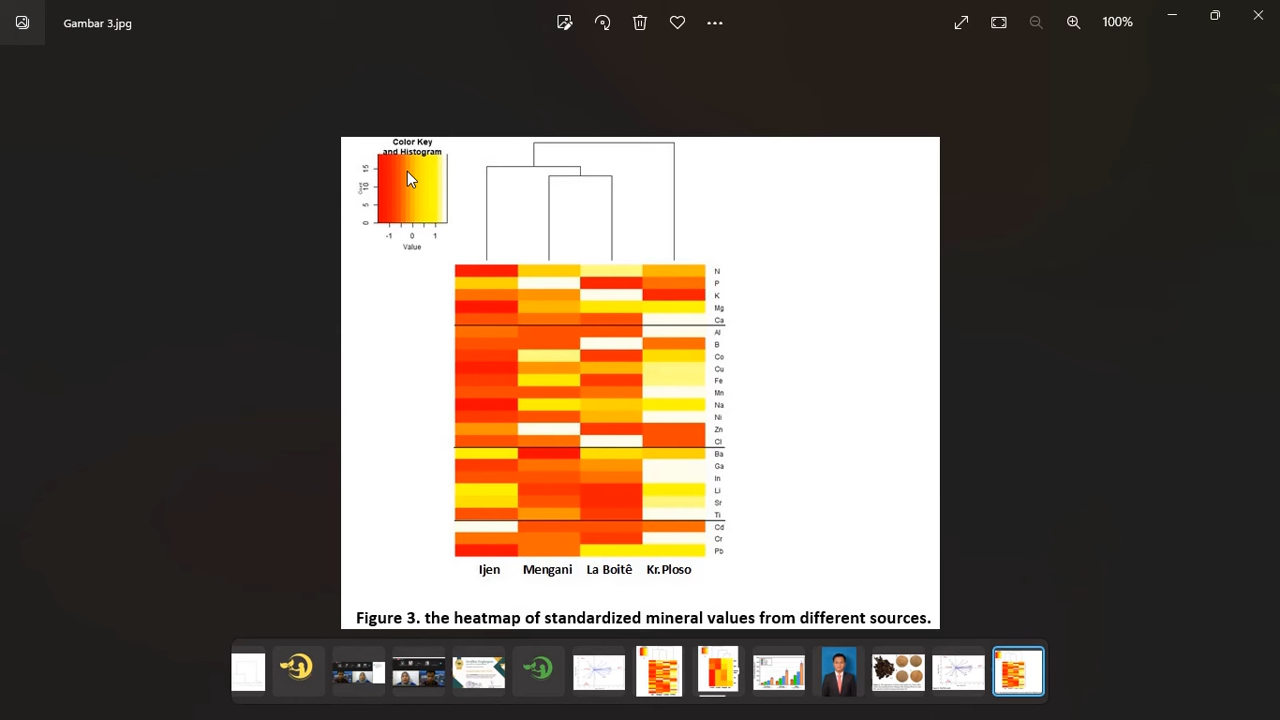 Gambar 3.jpg
100%
Color Key
and Histogram
Count
0 5 10 15
-1 0 1
Value
N
P
K
Mg
Ca
Al
B
Co
Cu
Fe
Mn
Na
Ni
Zn
Cl
Ba
Ga
In
Li
Sr
Ti
Cd
Cr
Pb
Ijen Mengani La Boitê Kr.Ploso
Figure 3. the heatmap of standardized mineral values from different sources.